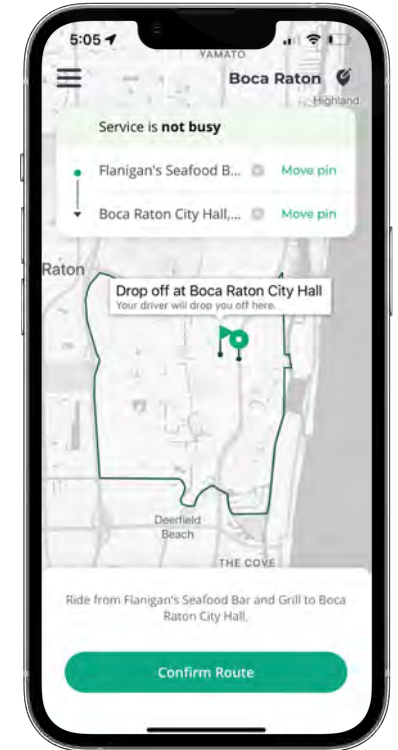 5:05
YAMATO
Boca Raton
Highland
Service is not busy
Flanigan's Seafood B... Move pin
Boca Raton City Hall,... Move pin
Raton
Drop off at Boca Raton City Hall
Your driver will drop you off here.
Deerfield
Beach
THE COVE
Ride from Flanigan's Seafood Bar and Grill to Boca
Raton City Hall.
Confirm Route